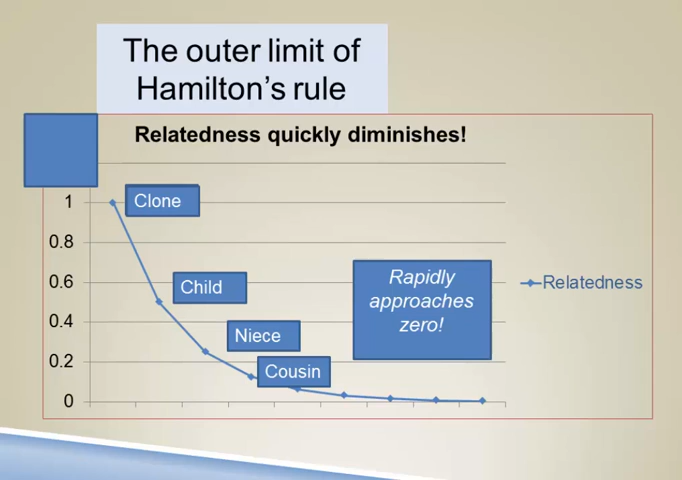 The outer limit of
Hamilton's rule
Relatedness quickly diminishes!
1
Clone
0.8
0.6
Child
0.4
Niece
0.2
Cousin
0
Rapidly
approaches
zero!
Relatedness